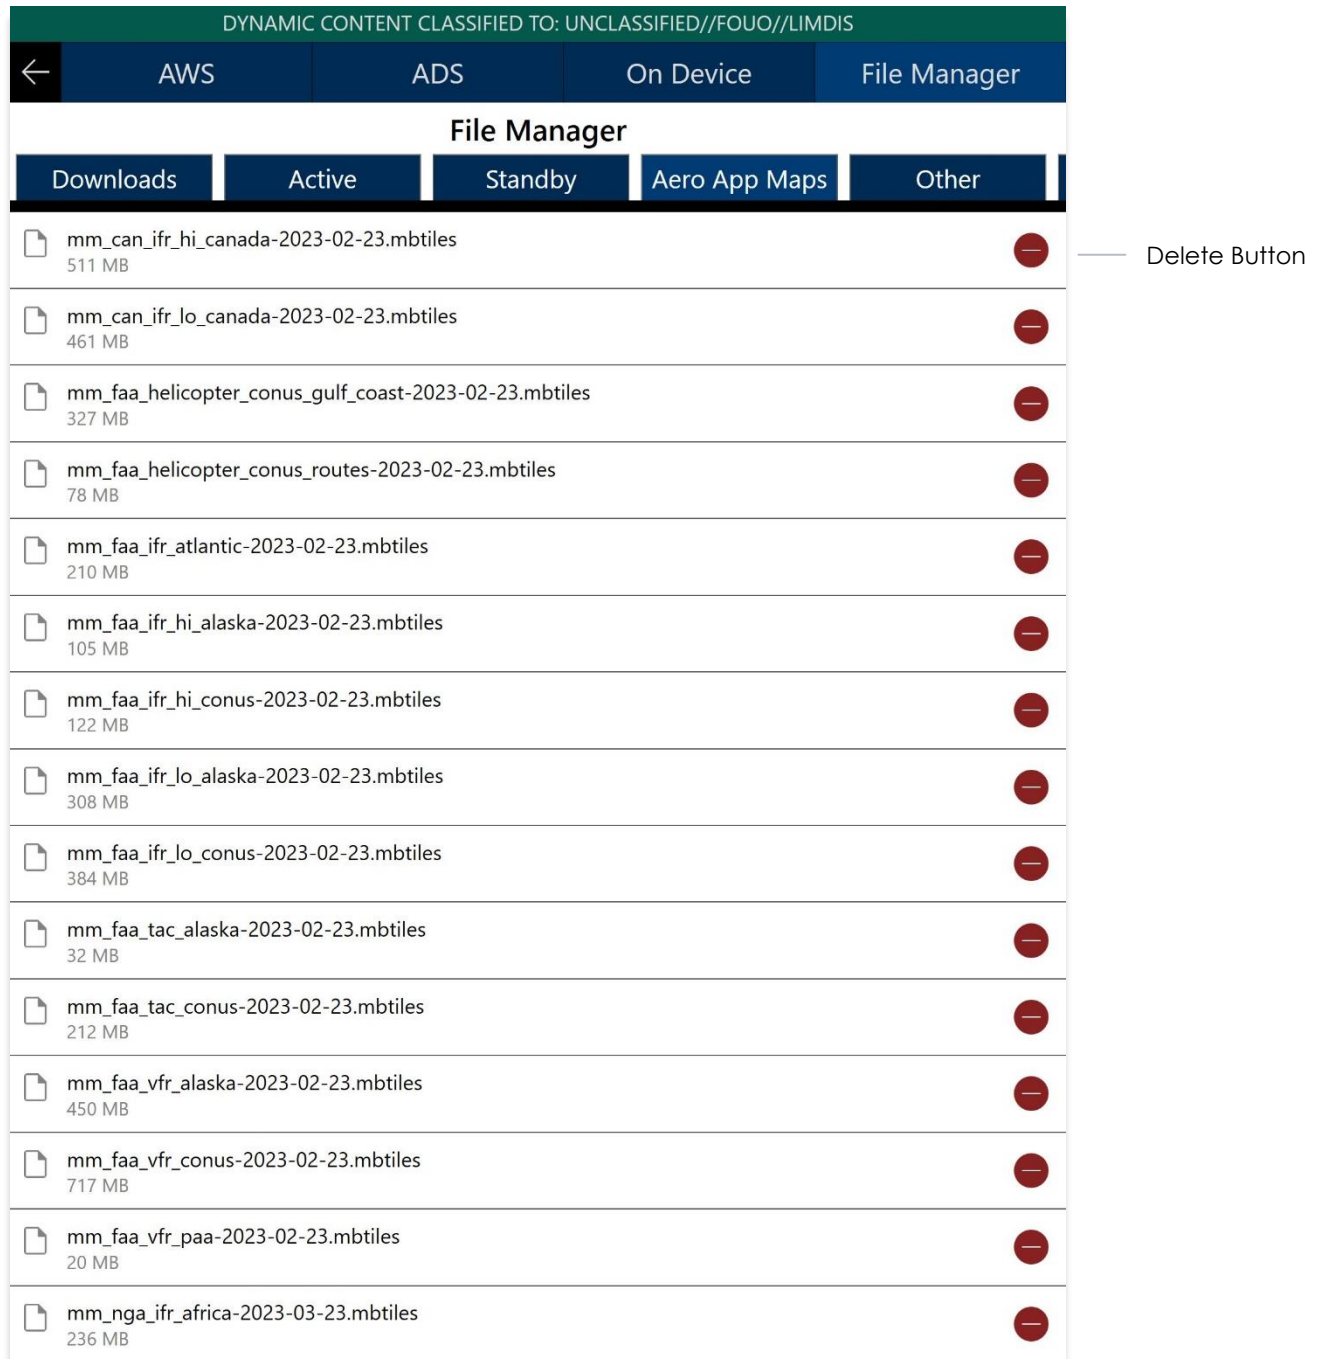 DYNAMIC CONTENT CLASSIFIED TO: UNCLASSIFIED//FOUO//LIMDIS
AWS ADS On Device File Manager
File Manager
Downloads Active Standby Aero App Maps Other
mm_can_ifr_hi_canada-2023-02-23.mbtiles
511 MB
Delete Button
mm_can_ifr_lo_canada-2023-02-23.mbtiles
461 MB
mm_faa_helicopter_conus_gulf_coast-2023-02-23.mbtiles
327 MB
mm_faa_helicopter_conus_routes-2023-02-23.mbtiles
78 MB
mm_faa_ifr_atlantic-2023-02-23.mbtiles
210 MB
mm_faa_ifr_hi_alaska-2023-02-23.mbtiles
105 MB
mm_faa_ifr_hi_conus-2023-02-23.mbtiles
122 MB
mm_faa_ifr_lo_alaska-2023-02-23.mbtiles
308 MB
mm_faa_ifr_lo_conus-2023-02-23.mbtiles
384 MB
mm_faa_tac_alaska-2023-02-23.mbtiles
32 MB
mm_faa_tac_conus-2023-02-23.mbtiles
212 MB
mm_faa_vfr_alaska-2023-02-23.mbtiles
450 MB
mm_faa_vfr_conus-2023-02-23.mbtiles
717 MB
mm_faa_vfr_paa-2023-02-23.mbtiles
20 MB
mm_nga_ifr_africa-2023-03-23.mbtiles
236 MB